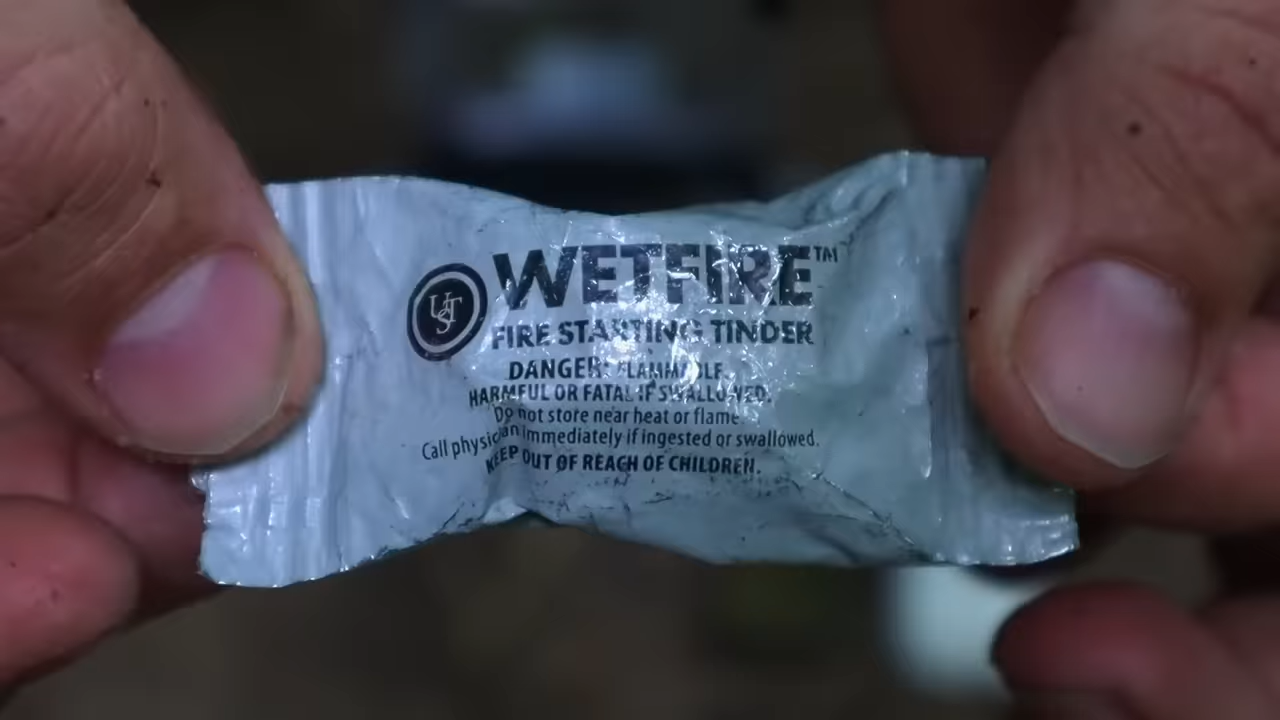 UST
WETFIRE™
FIRE STARTING TINDER
DANGER: FLAMMABLE.
HARMFUL OR FATAL IF SWALLOWED.
Do not store near heat or flame.
Call physician immediately if ingested or swallowed.
KEEP OUT OF REACH OF CHILDREN.